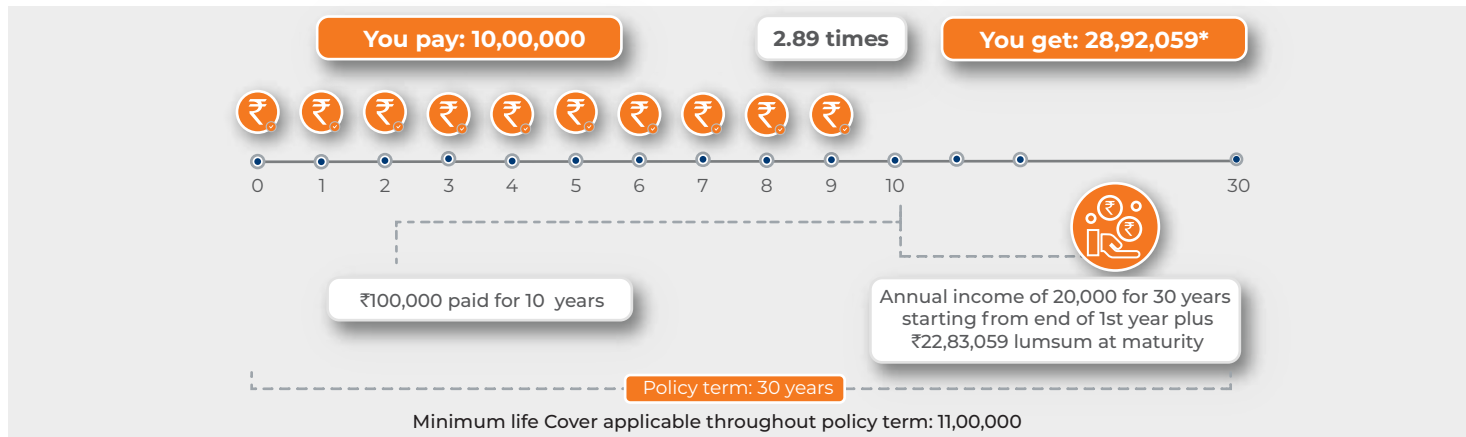 You pay: 10,00,000
2.89 times
You get: 28,92,059*
₹ ₹ ₹ ₹ ₹ ₹ ₹ ₹ ₹ ₹
0 1 2 3 4 5 6 7 8 9 10 30
₹ ₹
₹100,000 paid for 10 years
Annual income of 20,000 for 30 years
starting from end of 1st year plus
₹22,83,059 lumsum at maturity
Policy term: 30 years
Minimum life Cover applicable throughout policy term: 11,00,000